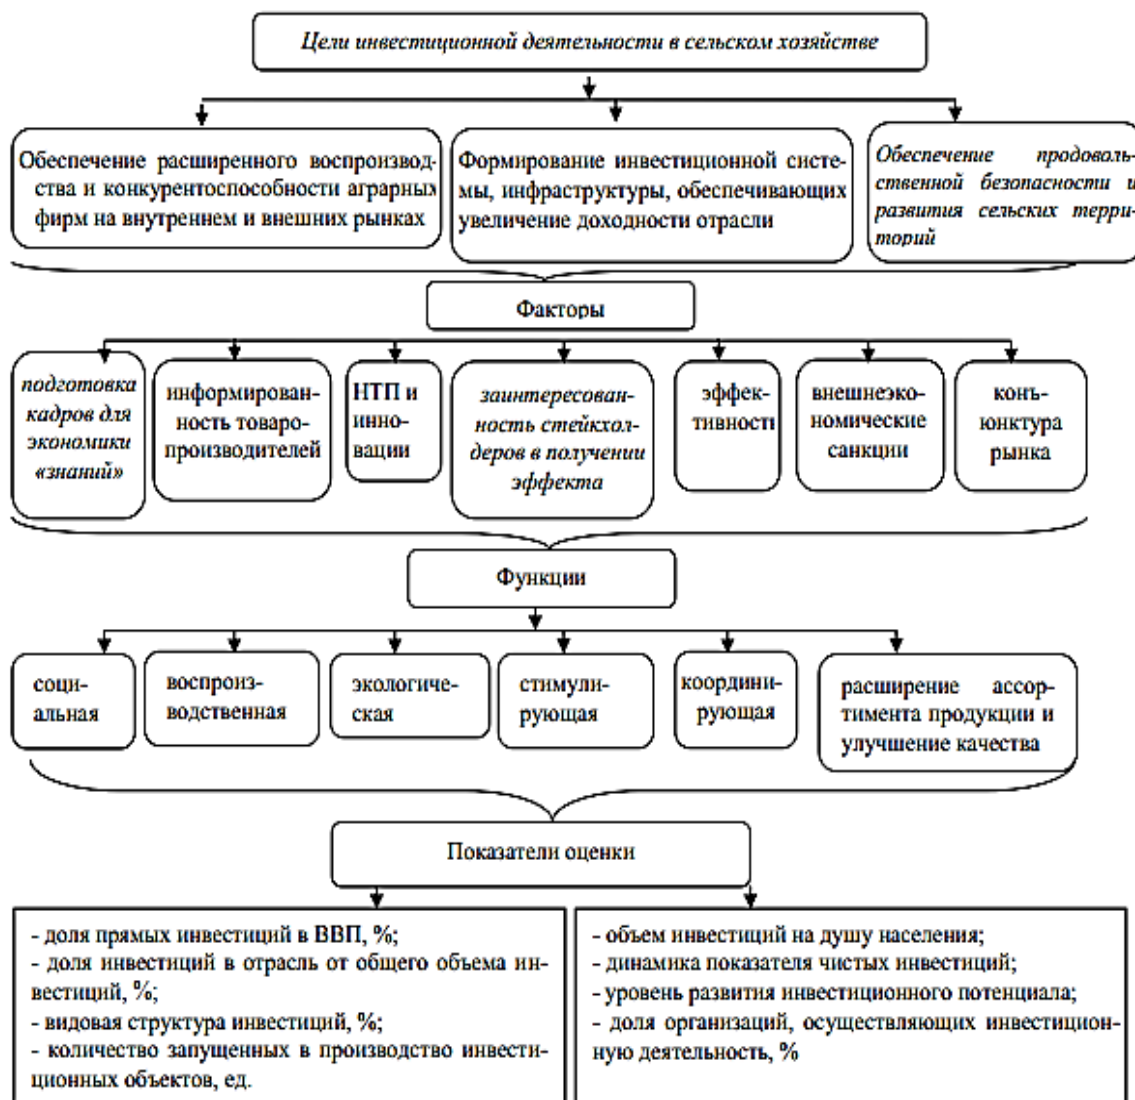 Цели инвестиционной деятельности в сельском хозяйстве
Обеспечение расширенного воспроизвод-
ства и конкурентоспособности аграрных
фирм на внутреннем и внешних рынках
Формирование инвестиционной систе-
мы, инфраструктуры, обеспечивающих
увеличение доходности отрасли
Обеспечение продоволь-
ственной безопасности и
развития сельских терри-
торий
Факторы
подготовка
кадров для
экономики
«знаний»
информирован-
ность товаро-
производителей
НТП и
инно-
вации
заинтересован-
ность стейкхол-
деров в получении
эффекта
эффек-
тивность
внешнеэко-
номические
санкции
конъ-
юнктура
рынка
Функции
соци-
альная
воспроиз-
водственная
экологиче-
ская
стимули-
рующая
координи-
рующая
расширение ассор-
тимента продукции и
улучшение качества
Показатели оценки
- доля прямых инвестиций в ВВП, %;
- доля инвестиций в отрасль от общего объема ин-
вестиций, %;
- видовая структура инвестиций, %;
- количество запущенных в производство инвести-
ционных объектов, ед.
- объем инвестиций на душу населения;
- динамика показателя чистых инвестиций;
- уровень развития инвестиционного потенциала;
- доля организаций, осуществляющих инвестицион-
ную деятельность, %